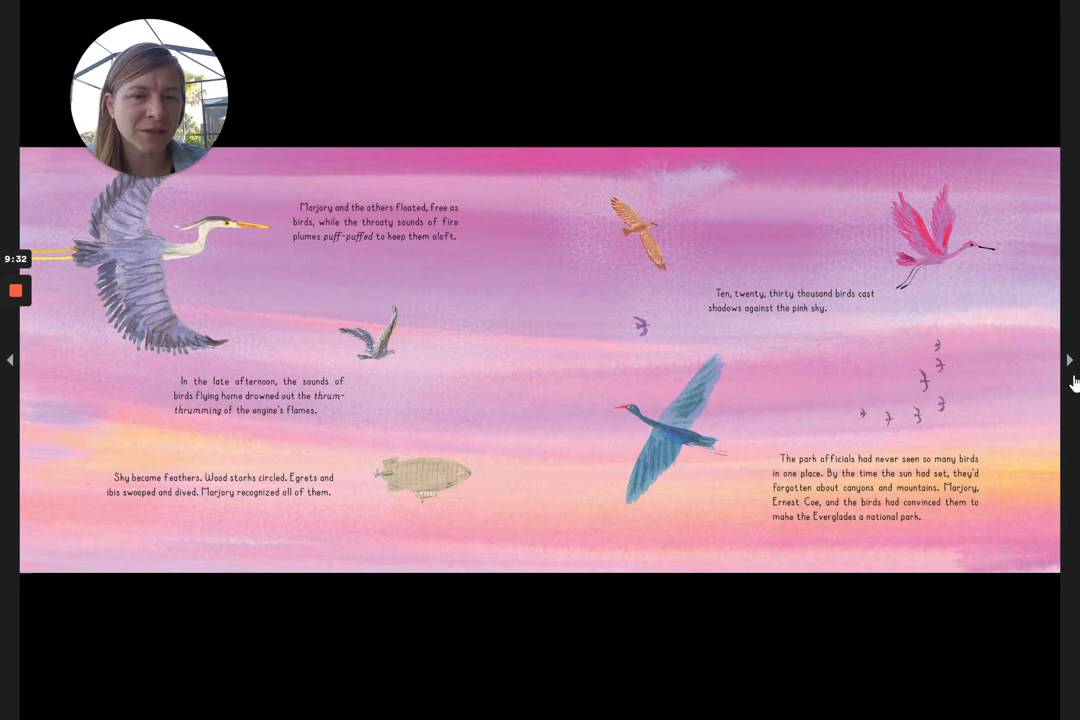 9:32
Marjory and the others floated, free as
birds, while the throaty sounds of fire
plumes puff-puffed to keep them aloft.
In the late afternoon, the sounds of
birds flying home drowned out the thrum-
thrumming of the engine's flames.
Sky became feathers. Wood storks circled. Egrets and
ibis swooped and dived. Marjory recognized all of them.
Ten, twenty, thirty thousand birds cast
shadows against the pink sky.
The park officials had never seen so many birds
in one place. By the time the sun had set, they'd
forgotten about canyons and mountains. Marjory,
Ernest Coe, and the birds had convinced them to
make the Everglades a national park.